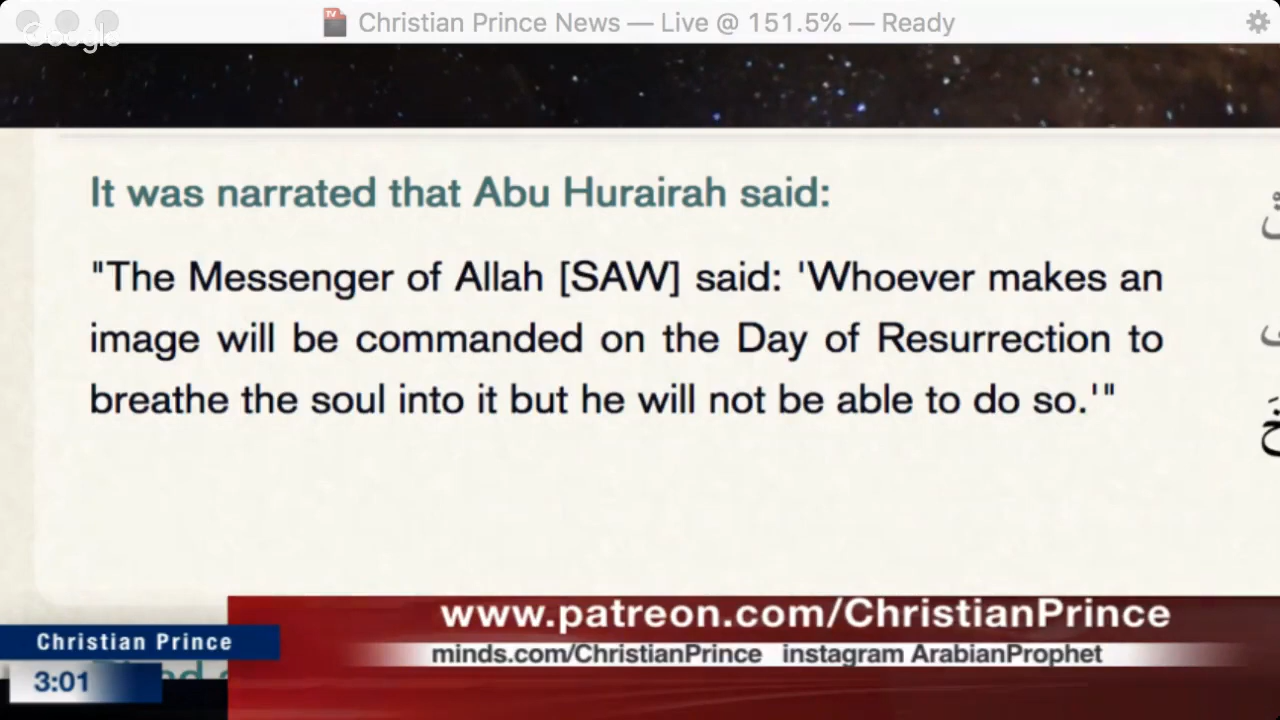 Google
Christian Prince News — Live @ 151.5% — Ready
It was narrated that Abu Hurairah said:
"The Messenger of Allah [SAW] said: 'Whoever makes an
image will be commanded on the Day of Resurrection to
breathe the soul into it but he will not be able to do so.'"
www.patreon.com/ChristianPrince
Christian Prince
minds.com/ChristianPrince instagram ArabianProphet
3:01